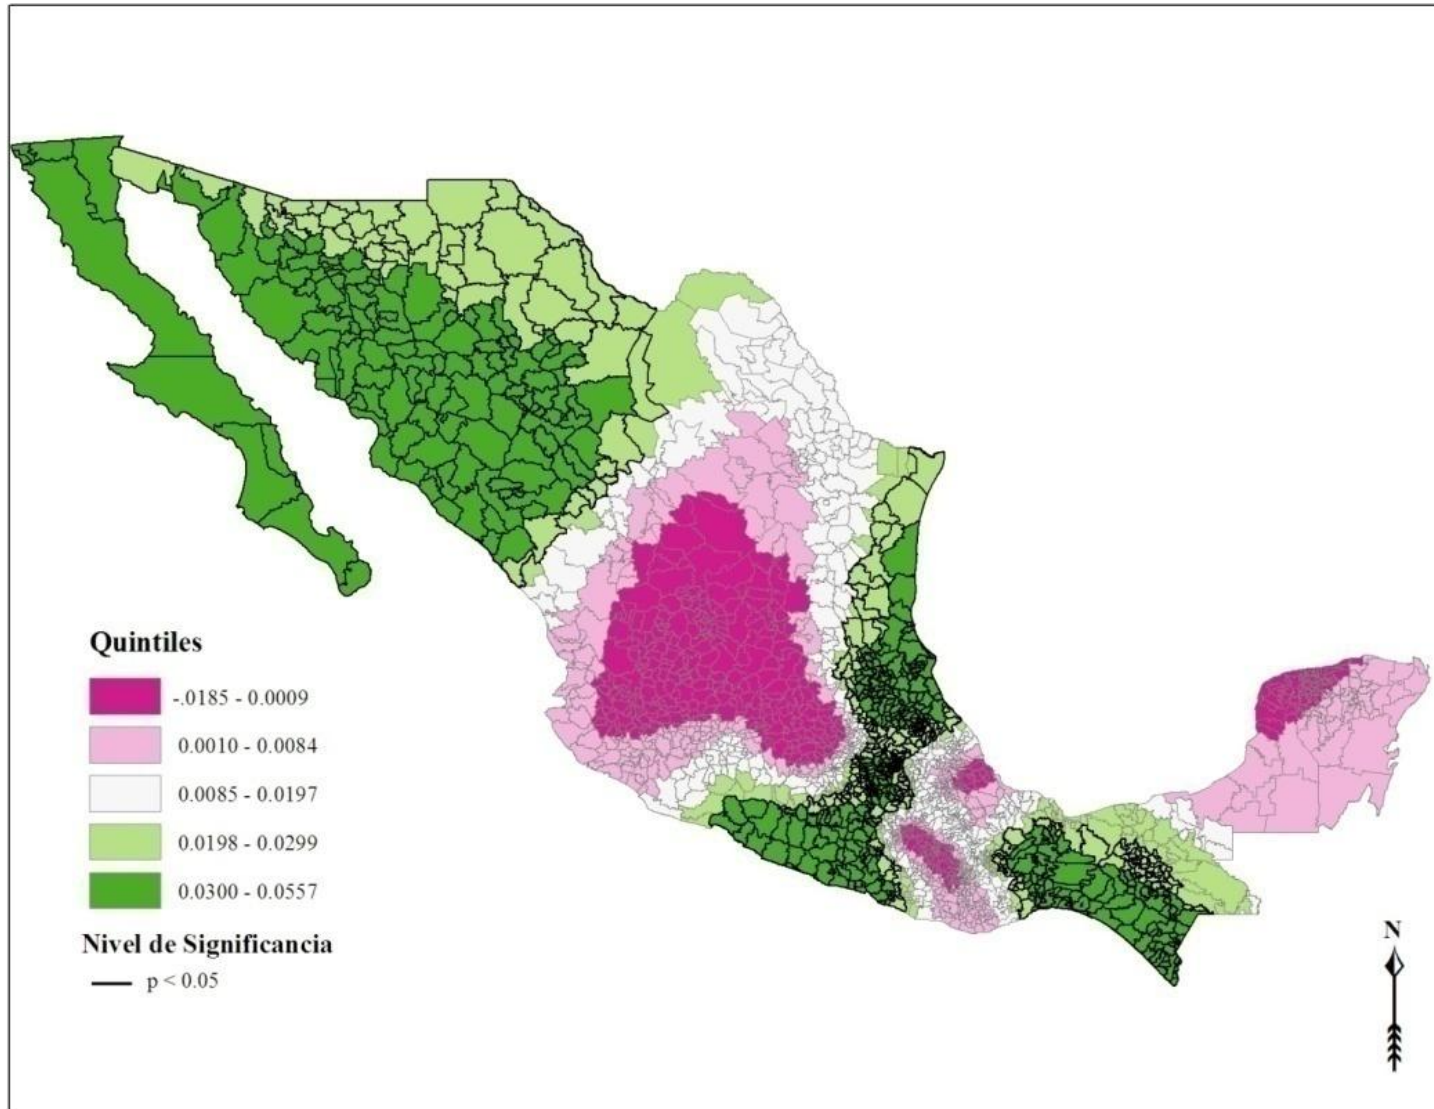 Quintiles
-.0185 - 0.0009
0.0010 - 0.0084
0.0085 - 0.0197
0.0198 - 0.0299
0.0300 - 0.0557
Nivel de Significancia
p < 0.05
N